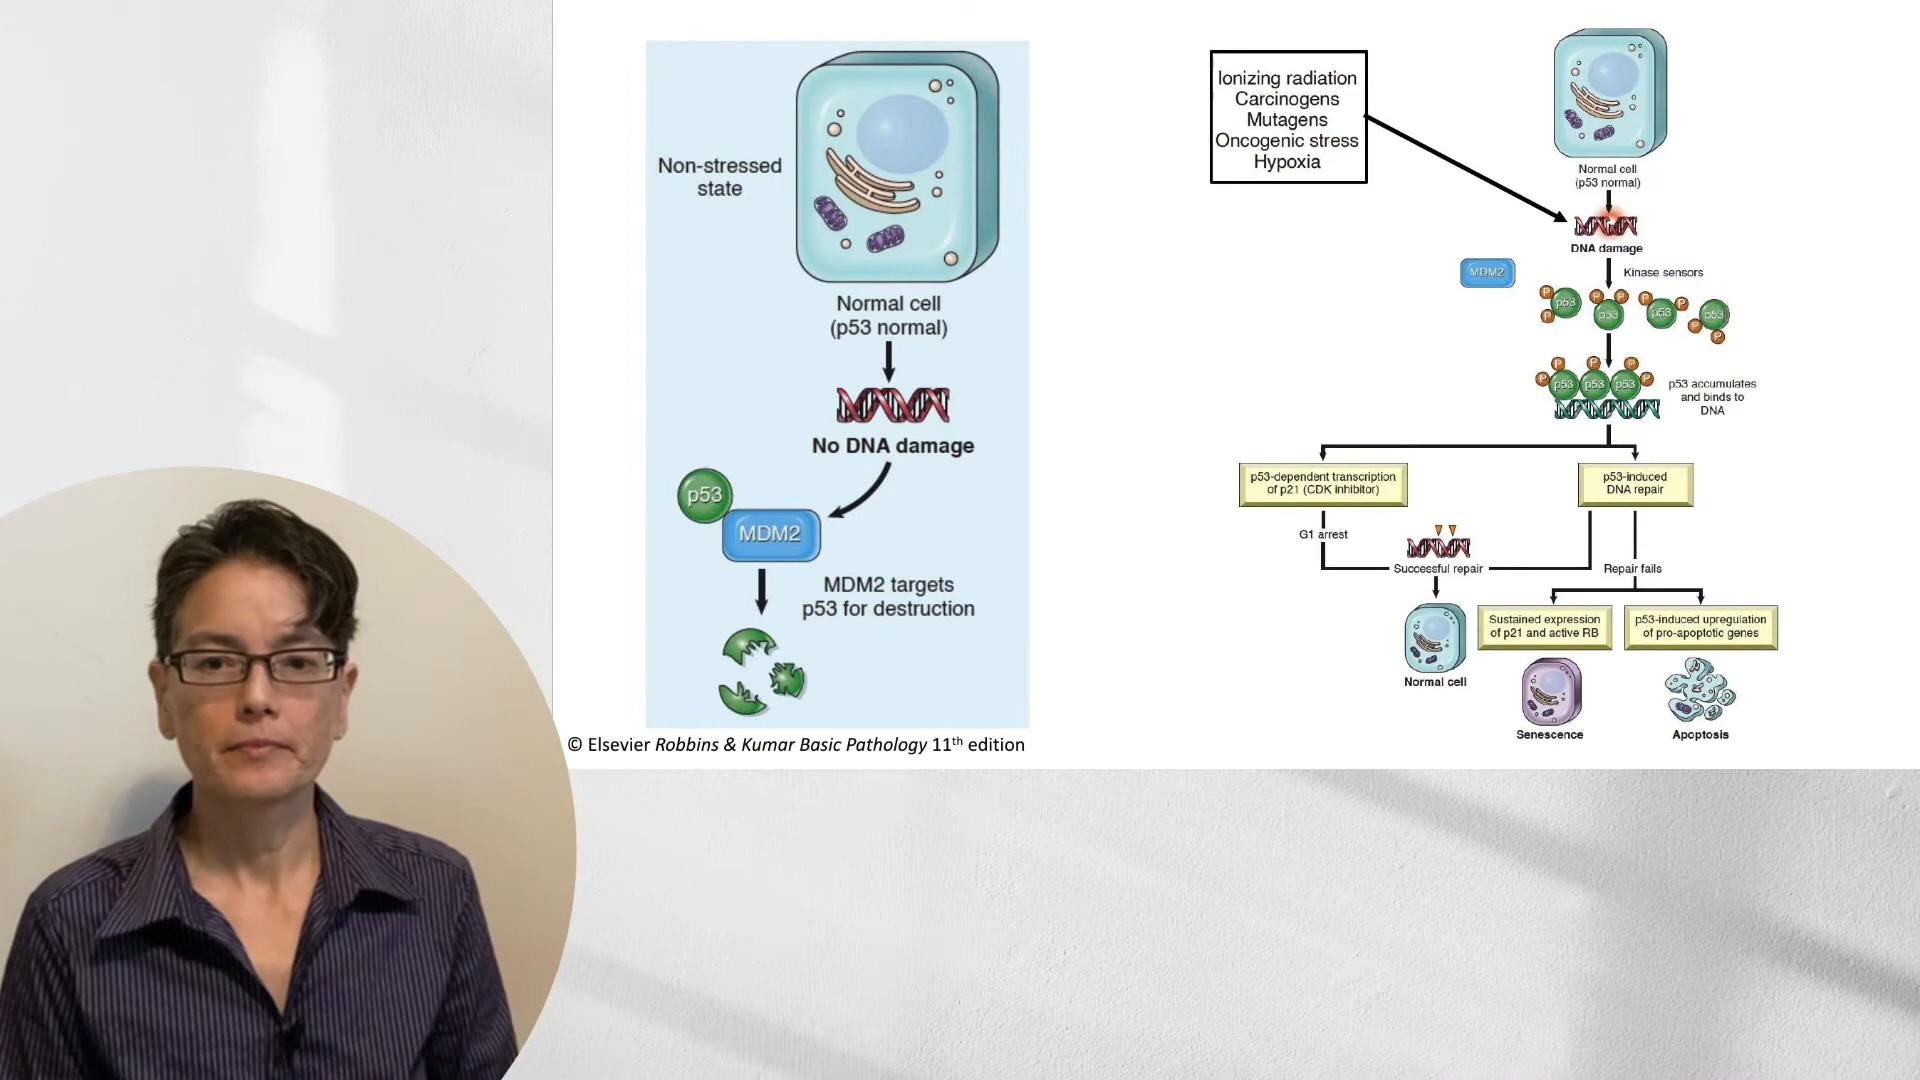 Non-stressed
state
Normal cell
(p53 normal)
No DNA damage
p53
MDM2
MDM2 targets
p53 for destruction
© Elsevier Robbins & Kumar Basic Pathology 11th edition
Ionizing radiation
Carcinogens
Mutagens
Oncogenic stress
Hypoxia
Normal cell
(p53 normal)
DNA damage
MDM2
Kinase sensors
P p53 P
P P p53
P p53 P
p53 P P
P P P
P p53 p53 p53 P
p53 accumulates
and binds to
DNA
p53-dependent transcription
of p21 (CDK inhibitor)
p53-induced
DNA repair
G1 arrest
Successful repair
Repair fails
Normal cell
Sustained expression
of p21 and active RB
Senescence
p53-induced upregulation
of pro-apoptotic genes
Apoptosis